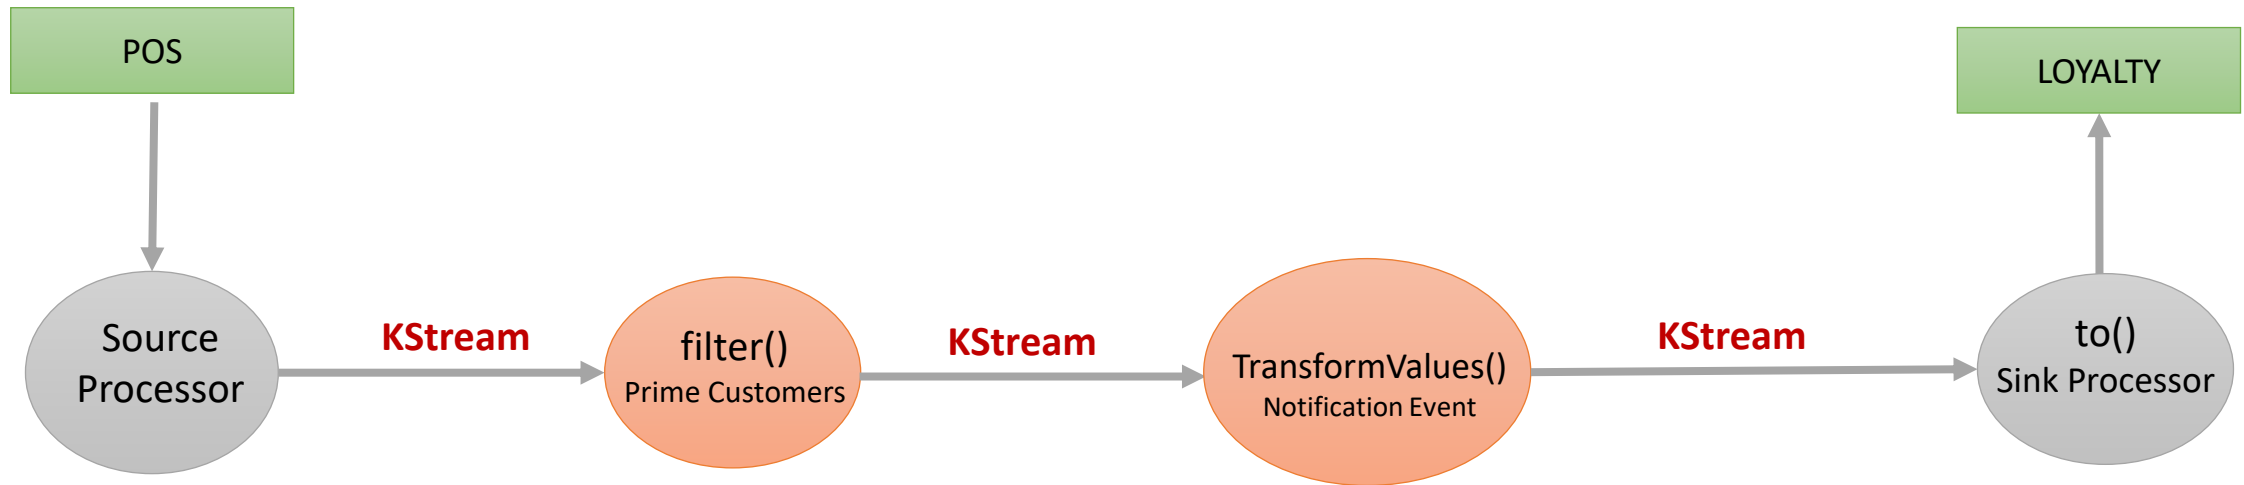 POS
LOYALTY
Source
Processor
KStream
filter()
Prime Customers
KStream
TransformValues()
Notification Event
KStream
to()
Sink Processor